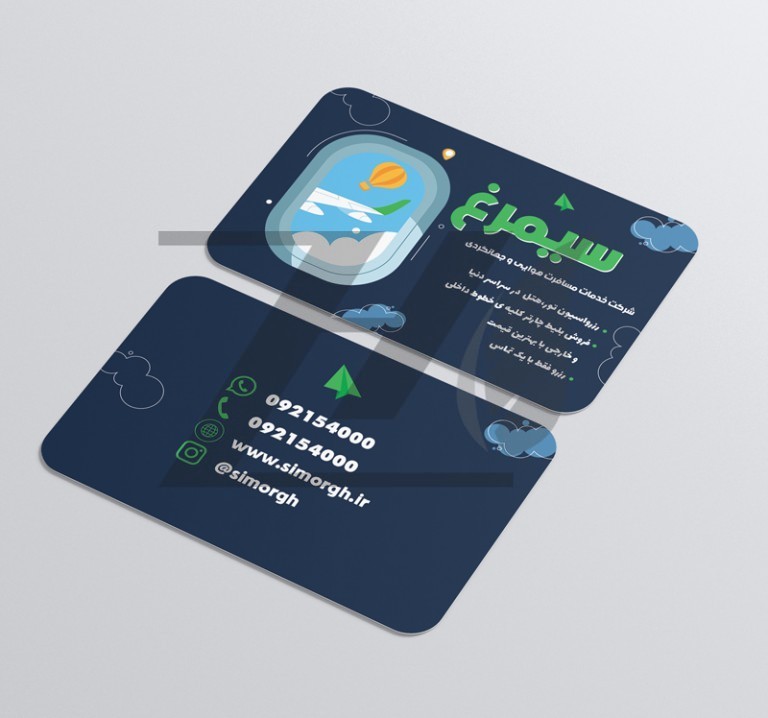 سیمرغ
شرکت خدمات مسافرت هوایی و جهانگردی
رزرواسیون تور،هتل در سراسر دنیا
فروش بلیط چارتر کلیه ی خطوط داخلی
و خارجی با بهترین قیمت
رزرو فقط با یک تماس
092154000
092154000
www.simorgh.ir
@simorgh